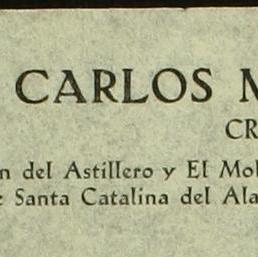 CARLOS M
CR
n del Astillero y El Mol
e Santa Catalina del Ala